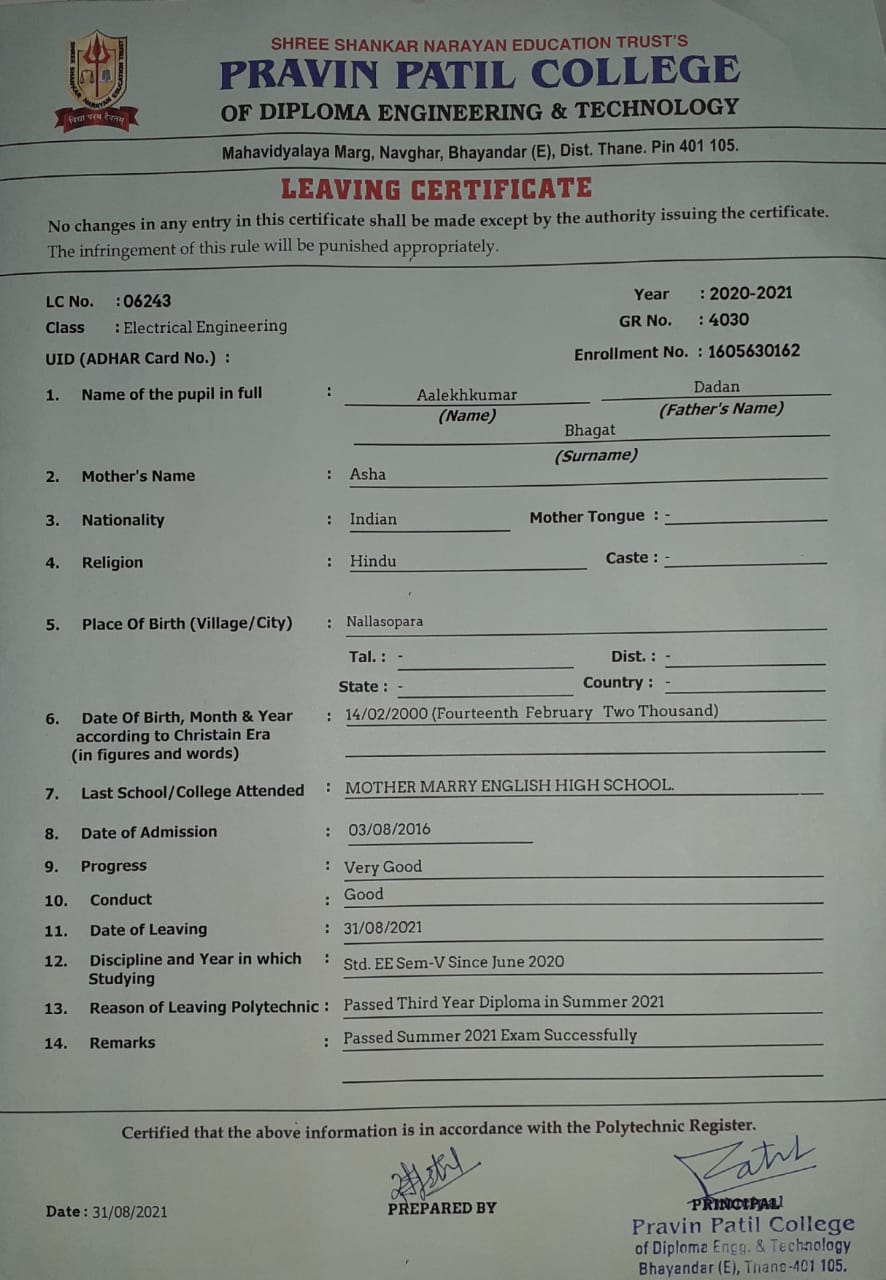 SHREE SHANKAR NARAYAN EDUCATION TRUST
विद्या परम दैवतम्
SHREE SHANKAR NARAYAN EDUCATION TRUST'S
PRAVIN PATIL COLLEGE
OF DIPLOMA ENGINEERING & TECHNOLOGY
Mahavidyalaya Marg, Navghar, Bhayandar (E), Dist. Thane. Pin 401 105.
LEAVING CERTIFICATE
No changes in any entry in this certificate shall be made except by the authority issuing the certificate.
The infringement of this rule will be punished appropriately.
LC No. : 06243 Year : 2020-2021
Class : Electrical Engineering GR No. : 4030
UID (ADHAR Card No.) : Enrollment No. : 1605630162
1. Name of the pupil in full : Aalekhkumar Dadan
(Name) (Father's Name)
Bhagat
(Surname)
2. Mother's Name : Asha
3. Nationality : Indian Mother Tongue : -
4. Religion : Hindu Caste : -
5. Place Of Birth (Village/City) : Nallasopara
Tal. : - Dist. : -
State : - Country : -
6. Date Of Birth, Month & Year : 14/02/2000 (Fourteenth February Two Thousand)
according to Christain Era
(in figures and words)
7. Last School/College Attended : MOTHER MARRY ENGLISH HIGH SCHOOL.
8. Date of Admission : 03/08/2016
9. Progress : Very Good
10. Conduct : Good
11. Date of Leaving : 31/08/2021
12. Discipline and Year in which : Std. EE Sem-V Since June 2020
Studying
13. Reason of Leaving Polytechnic : Passed Third Year Diploma in Summer 2021
14. Remarks : Passed Summer 2021 Exam Successfully
Certified that the above information is in accordance with the Polytechnic Register.
Patil
Date : 31/08/2021 PREPARED BY PRINCIPAL
Pravin Patil College
of Diploma Engg. & Technology
Bhayandar (E), Thane-401 105.